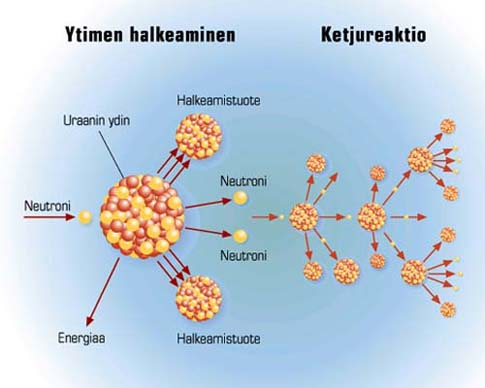 Ytimen halkeaminen
Ketjureaktio
Halkeamistuote
Uraanin ydin
Neutroni
Neutroni
Neutroni
Energiaa
Halkeamistuote